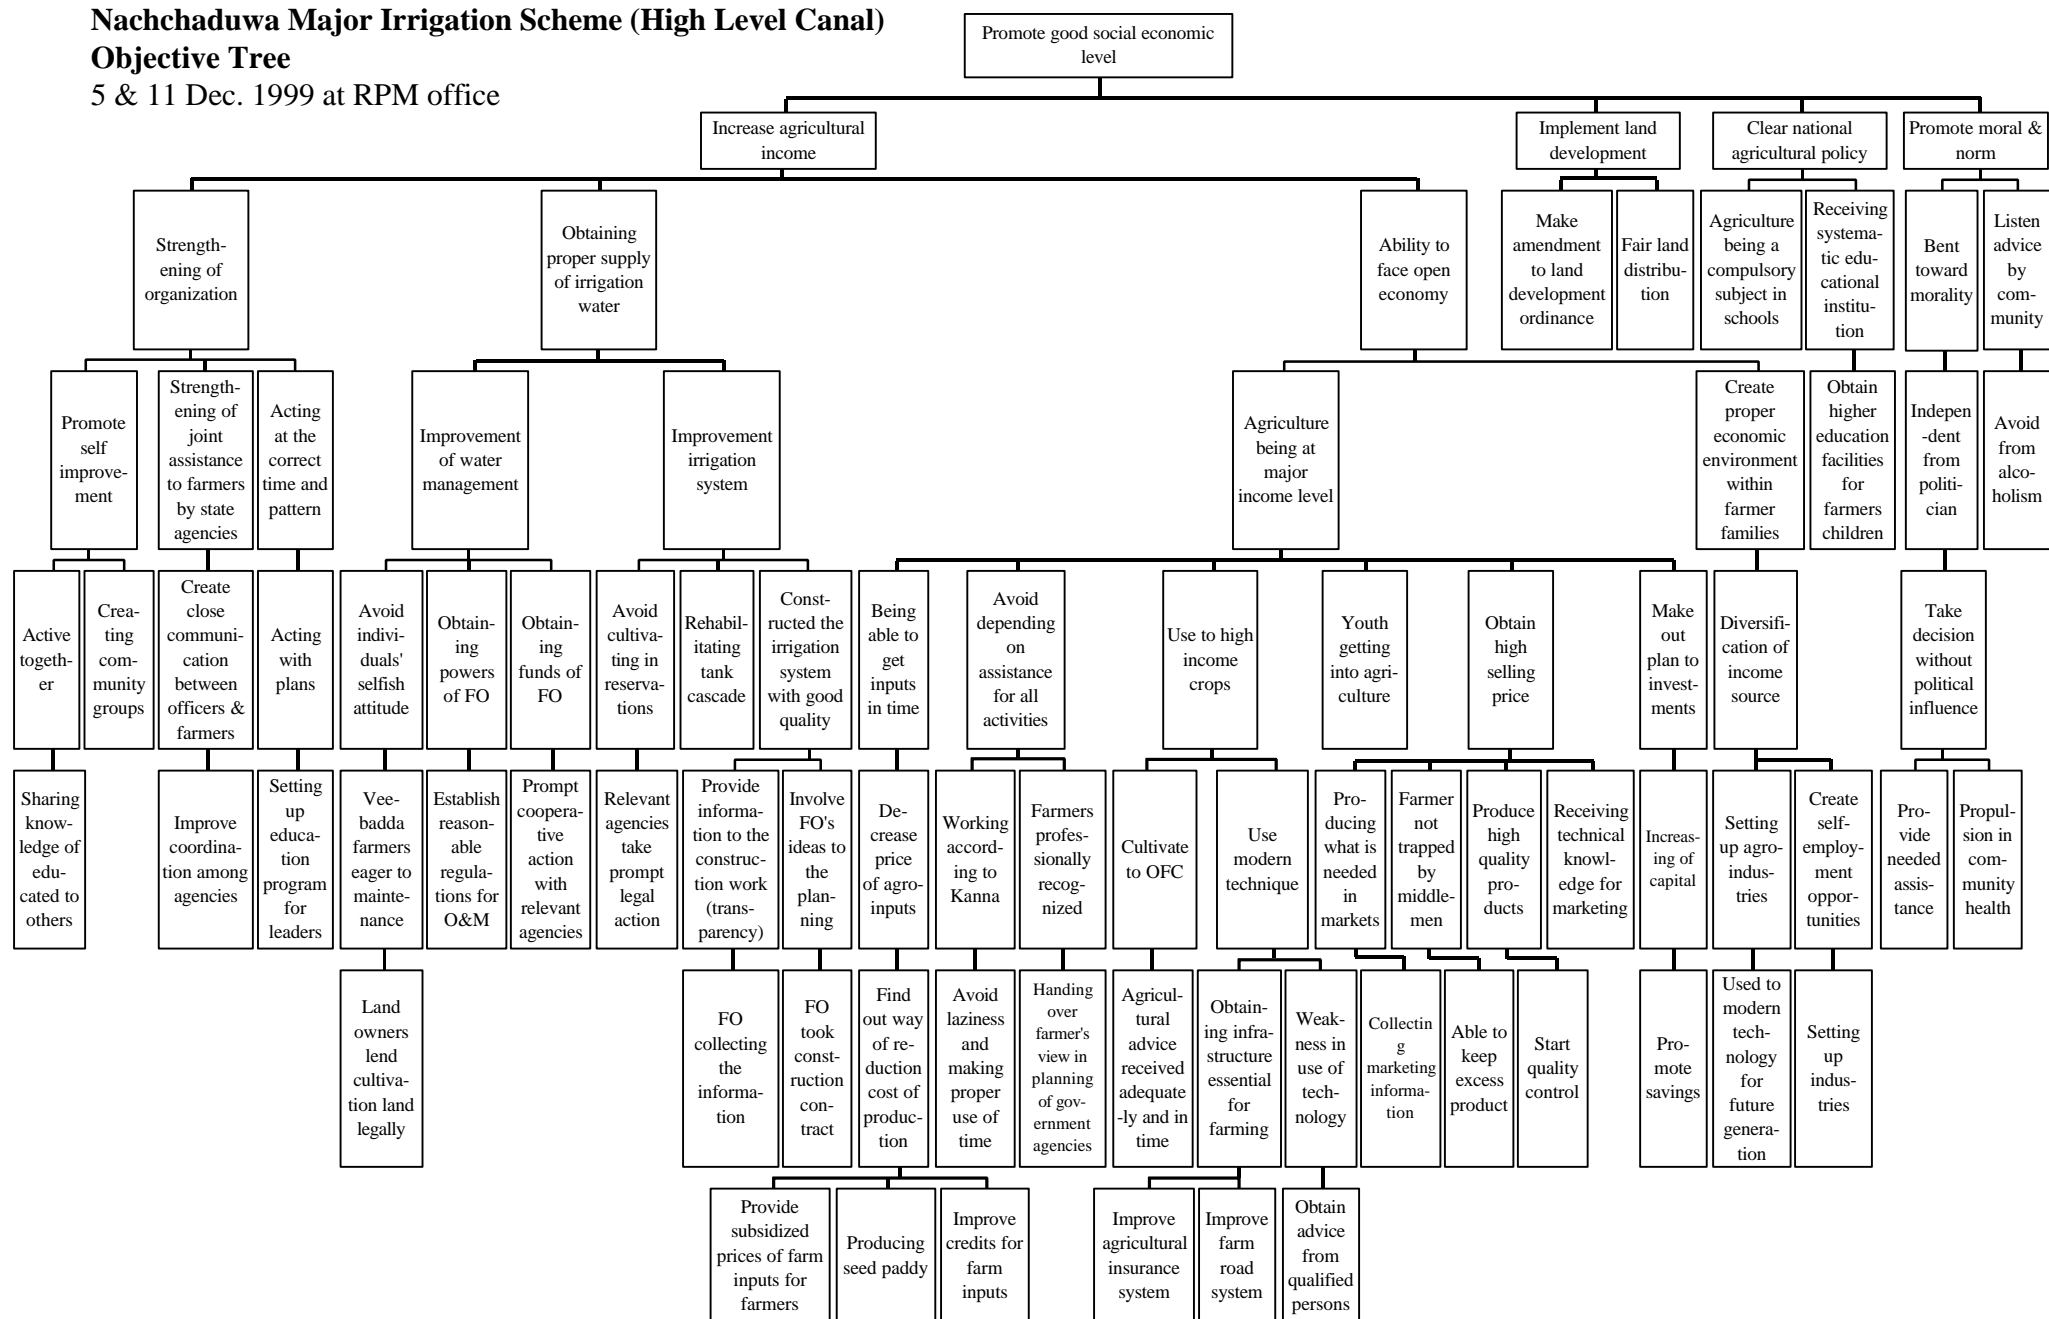 Nachchaduwa Major Irrigation Scheme (High Level Canal)
Objective Tree
5 & 11 Dec. 1999 at RPM office
Promote good social economic
level
Increase agricultural
income
Implement land
development
Clear national
agricultural policy
Promote moral &
norm
Strength-
ening of
organization
Obtaining
proper supply
of irrigation
water
Ability to
face open
economy
Make
amendment
to land
development
ordinance
Fair land
distribu-
tion
Agriculture
being a
compulsory
subject in
schools
Receiving
systema-
tic edu-
cational
institu-
tion
Bent
toward
morality
Listen
advice
by
com-
munity
Promote
self
improve-
ment
Strength-
ening of
joint
assistance
to farmers
by state
agencies
Acting
at the
correct
time and
pattern
Improvement
of water
management
Improvement
irrigation
system
Agriculture
being at
major
income level
Create
proper
economic
environment
within
farmer
families
Obtain
higher
education
facilities
for
farmers
children
Indepen
-dent
from
politi-
cian
Avoid
from
alco-
holism
Active
togeth-
er
Crea-
ting
com-
munity
groups
Create
close
communi-
cation
between
officers &
farmers
Acting
with
plans
Avoid
indivi-
duals'
selfish
attitude
Obtain-
ing
powers
of FO
Obtain-
ing
funds of
FO
Avoid
cultiva-
ting in
reserva-
tions
Rehabil-
itating
tank
cascade
Const-
ructed the
irrigation
system
with good
quality
Being
able to
get
inputs
in time
Avoid
depending
on
assistance
for all
activities
Use to high
income
crops
Youth
getting
into agri-
culture
Obtain
high
selling
price
Make
out
plan to
invest-
ments
Diversifi-
cation of
income
source
Take
decision
without
political
influence
Sharing
know-
ledge of
edu-
cated to
others
Improve
coordina-
tion among
agencies
Setting
up
educa-
tion
program
for
leaders
Vee-
badda
farmers
eager to
mainte-
nance
Establish
reason-
able
regula-
tions for
O&M
Prompt
coopera-
tive
action
with
relevant
agencies
Relevant
agencies
take
prompt
legal
action
Provide
informa-
tion to the
construc-
tion work
(trans-
parency)
Involve
FO's
ideas to
the
plan-
ning
De-
crease
price
of agro-
inputs
Working
accord-
ing to
Kanna
Farmers
profes-
sionally
recog-
nized
Cultivate
to OFC
Use
modern
technique
Pro-
ducing
what is
needed
in
markets
Farmer
not
trapped
by
middle-
men
Produce
high
quality
pro-
ducts
Receiving
technical
knowl-
edge for
marketing
Increas-
ing of
capital
Setting
up agro-
indus-
tries
Create
self-
employ-
ment
oppor-
tunities
Pro-
vide
needed
assis-
tance
Propul-
sion in
com-
munity
health
Land
owners
lend
cultiva-
tion land
legally
FO
collecting
the
informa-
tion
FO
took
const-
ruction
con-
tract
Find
out way
of re-
duction
cost of
produc-
tion
Avoid
laziness
and
making
proper
use of
time
Handing
over
farmer's
view in
planning
of gov-
ernment
agencies
Agricul-
tural
advice
received
adequate
-ly and in
time
Obtain-
ing infra-
structure
essential
for
farming
Weak-
ness in
use of
tech-
nology
Collectin
g
marketing
informa-
tion
Able to
keep
excess
product
Start
quality
control
Pro-
mote
savings
Used to
modern
tech-
nology
for
future
genera-
tion
Setting
up
indus-
tries
Provide
subsidized
prices of farm
inputs for
farmers
Producing
seed paddy
Improve
credits for
farm
inputs
Improve
agricultural
insurance
system
Improve
farm
road
system
Obtain
advice
from
qualified
persons